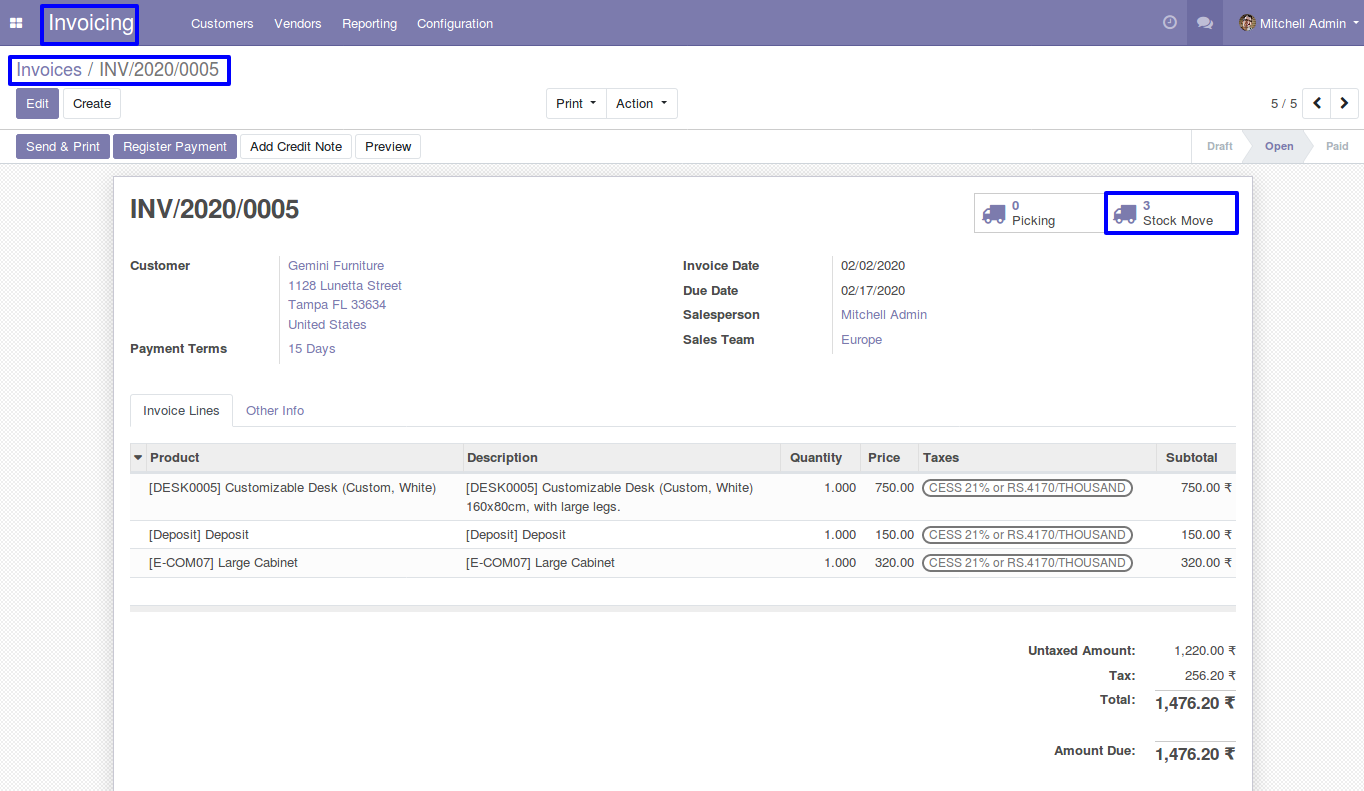 Invoicing Customers Vendors Reporting Configuration Mitchell Admin
Invoices / INV/2020/0005
Edit Create Print Action 5 / 5
Send & Print Register Payment Add Credit Note Preview Draft Open Paid
INV/2020/0005
0
Picking
3
Stock Move
Customer
Gemini Furniture
1128 Lunetta Street
Tampa FL 33634
United States
Payment Terms 15 Days
Invoice Date 02/02/2020
Due Date 02/17/2020
Salesperson Mitchell Admin
Sales Team Europe
Invoice Lines Other Info
Product Description Quantity Price Taxes Subtotal
[DESK0005] Customizable Desk (Custom, White) [DESK0005] Customizable Desk (Custom, White) 1.000 750.00 CESS 21% or RS.4170/THOUSAND 750.00 ₹
160x80cm, with large legs.
[Deposit] Deposit [Deposit] Deposit 1.000 150.00 CESS 21% or RS.4170/THOUSAND 150.00 ₹
[E-COM07] Large Cabinet [E-COM07] Large Cabinet 1.000 320.00 CESS 21% or RS.4170/THOUSAND 320.00 ₹
Untaxed Amount: 1,220.00 ₹
Tax: 256.20 ₹
Total: 1,476.20 ₹
Amount Due: 1,476.20 ₹